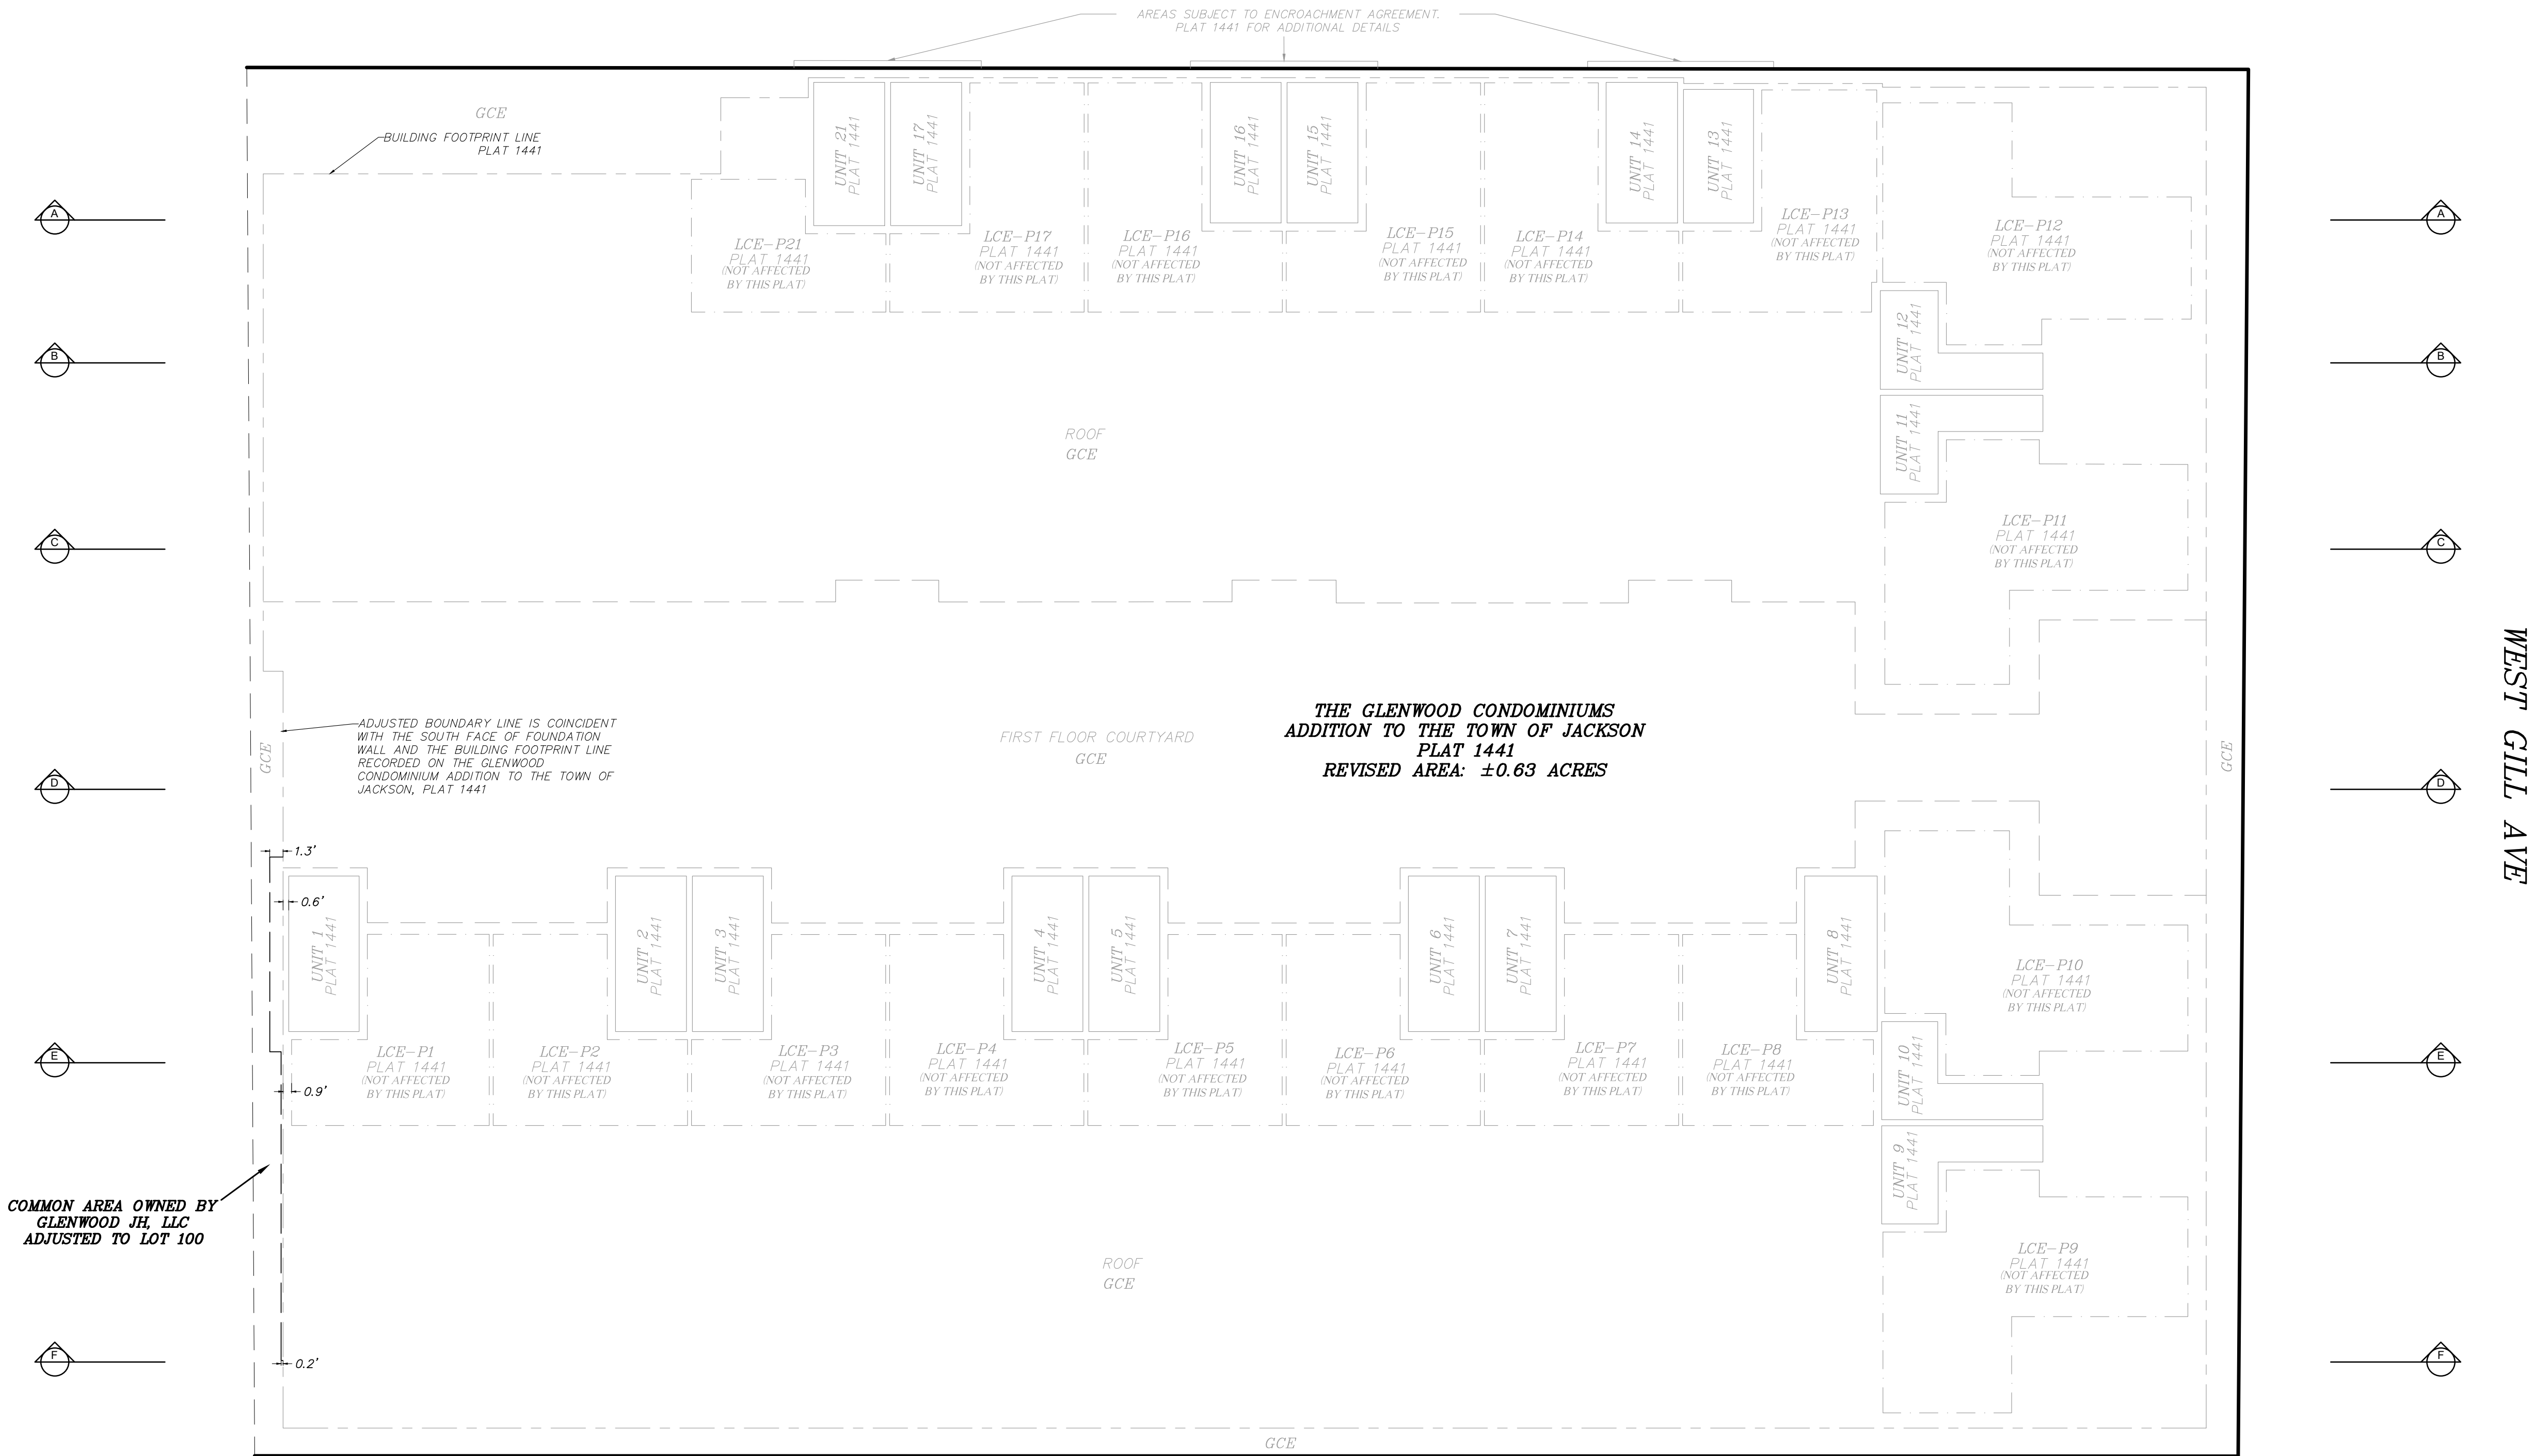 AREAS SUBJECT TO ENCROACHMENT AGREEMENT.
PLAT 1441 FOR ADDITIONAL DETAILS
GCE
BUILDING FOOTPRINT LINE
PLAT 1441
UNIT 21
PLAT 1441
UNIT 17
PLAT 1441
UNIT 16
PLAT 1441
UNIT 15
PLAT 1441
UNIT 14
PLAT 1441
UNIT 13
PLAT 1441
A
A
LCE-P21
PLAT 1441
(NOT AFFECTED
BY THIS PLAT)
LCE-P17
PLAT 1441
(NOT AFFECTED
BY THIS PLAT)
LCE-P16
PLAT 1441
(NOT AFFECTED
BY THIS PLAT)
LCE-P15
PLAT 1441
(NOT AFFECTED
BY THIS PLAT)
LCE-P14
PLAT 1441
(NOT AFFECTED
BY THIS PLAT)
LCE-P13
PLAT 1441
(NOT AFFECTED
BY THIS PLAT)
LCE-P12
PLAT 1441
(NOT AFFECTED
BY THIS PLAT)
B
B
UNIT 12
PLAT 1441
UNIT 11
PLAT 1441
ROOF
GCE
C
C
LCE-P11
PLAT 1441
(NOT AFFECTED
BY THIS PLAT)
WEST GILL AVE
ADJUSTED BOUNDARY LINE IS COINCIDENT
WITH THE SOUTH FACE OF FOUNDATION
WALL AND THE BUILDING FOOTPRINT LINE
RECORDED ON THE GLENWOOD
CONDOMINIUM ADDITION TO THE TOWN OF
JACKSON, PLAT 1441
GCE
FIRST FLOOR COURTYARD
GCE
THE GLENWOOD CONDOMINIUMS
ADDITION TO THE TOWN OF JACKSON
PLAT 1441
REVISED AREA: ±0.63 ACRES
GCE
D
D
1.3'
0.6'
UNIT 1
PLAT 1441
UNIT 2
PLAT 1441
UNIT 3
PLAT 1441
UNIT 4
PLAT 1441
UNIT 5
PLAT 1441
UNIT 6
PLAT 1441
UNIT 7
PLAT 1441
UNIT 8
PLAT 1441
LCE-P10
PLAT 1441
(NOT AFFECTED
BY THIS PLAT)
E
E
LCE-P1
PLAT 1441
(NOT AFFECTED
BY THIS PLAT)
LCE-P2
PLAT 1441
(NOT AFFECTED
BY THIS PLAT)
LCE-P3
PLAT 1441
(NOT AFFECTED
BY THIS PLAT)
LCE-P4
PLAT 1441
(NOT AFFECTED
BY THIS PLAT)
LCE-P5
PLAT 1441
(NOT AFFECTED
BY THIS PLAT)
LCE-P6
PLAT 1441
(NOT AFFECTED
BY THIS PLAT)
LCE-P7
PLAT 1441
(NOT AFFECTED
BY THIS PLAT)
LCE-P8
PLAT 1441
(NOT AFFECTED
BY THIS PLAT)
UNIT 10
PLAT 1441
0.9'
UNIT 9
PLAT 1441
COMMON AREA OWNED BY
GLENWOOD JH, LLC
ADJUSTED TO LOT 100
ROOF
GCE
LCE-P9
PLAT 1441
(NOT AFFECTED
BY THIS PLAT)
F
F
0.2'
GCE